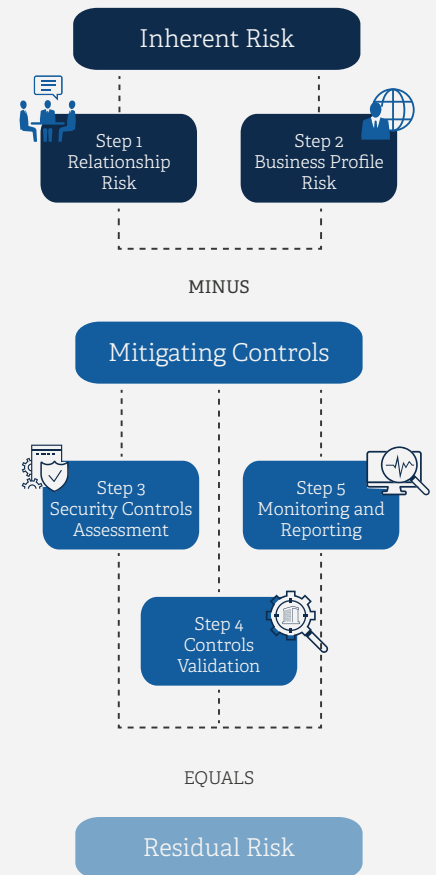 Inherent Risk
Step 1
Relationship
Risk
Step 2
Business Profile
Risk
MINUS
Mitigating Controls
Step 3
Security Controls
Assessment
Step 5
Monitoring and
Reporting
Step 4
Controls
Validation
EQUALS
Residual Risk